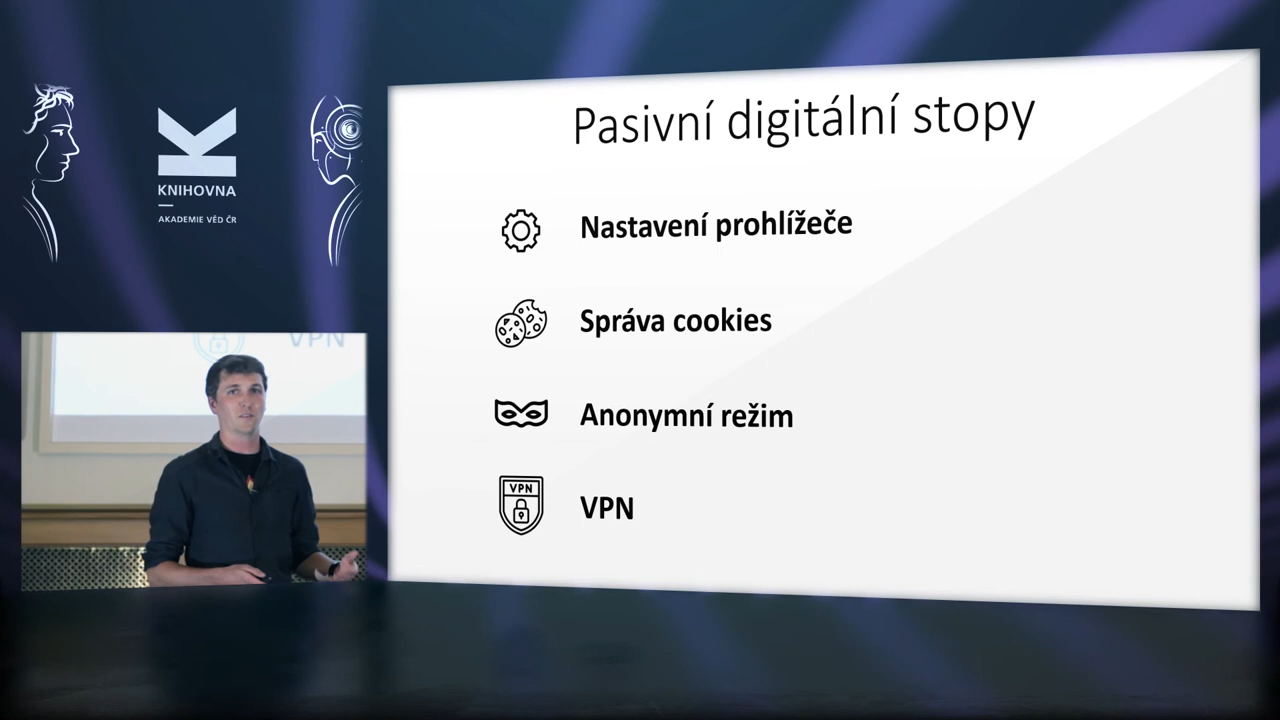 KNIHOVNA
AKADEMIE VĚD ČR
Pasivní digitální stopy
Nastavení prohlížeče
Správa cookies
Anonymní režim
VPN
VPN
VPN